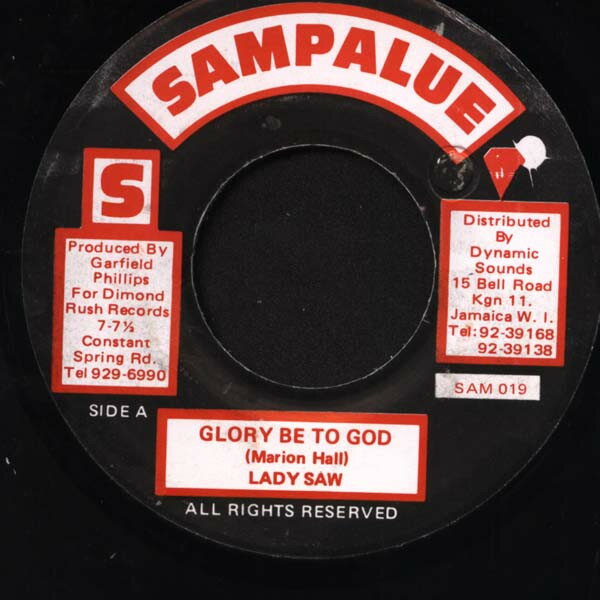 SAMPALUE
S
Produced By
Garfield
Phillips
For Dimond
Rush Records
7-7½
Constant
Spring Rd.
Tel 929-6990
Distributed
By
Dynamic
Sounds
15 Bell Road
Kgn 11.
Jamaica W. I.
Tel:92-39168
92-39138
SAM 019
SIDE A
GLORY BE TO GOD
(Marion Hall)
LADY SAW
ALL RIGHTS RESERVED